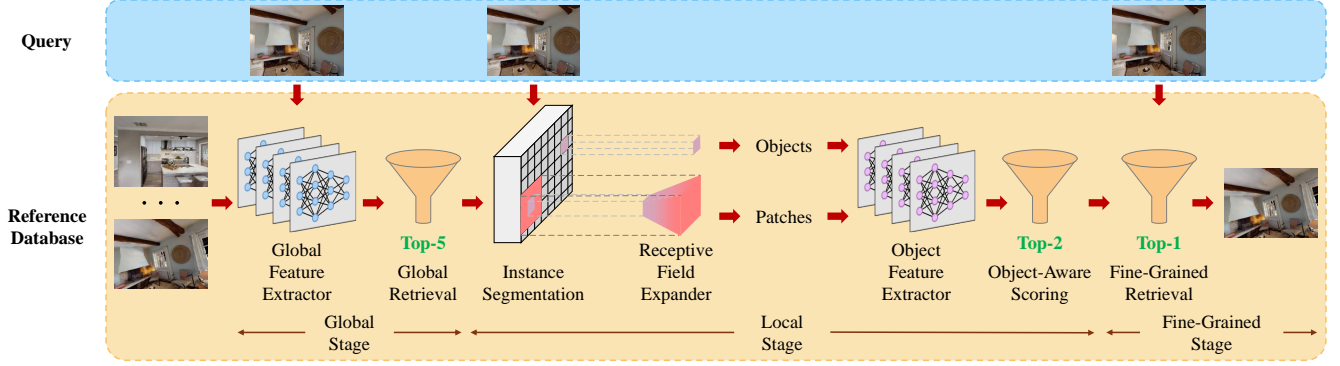 Query
Reference
Database
. . .
Global
Feature
Extractor
Top-5
Global
Retrieval
Instance
Segmentation
Receptive
Field
Expander
Objects
Patches
Object
Feature
Extractor
Top-2
Object-Aware
Scoring
Top-1
Fine-Grained
Retrieval
Global
Stage
Local
Stage
Fine-Grained
Stage